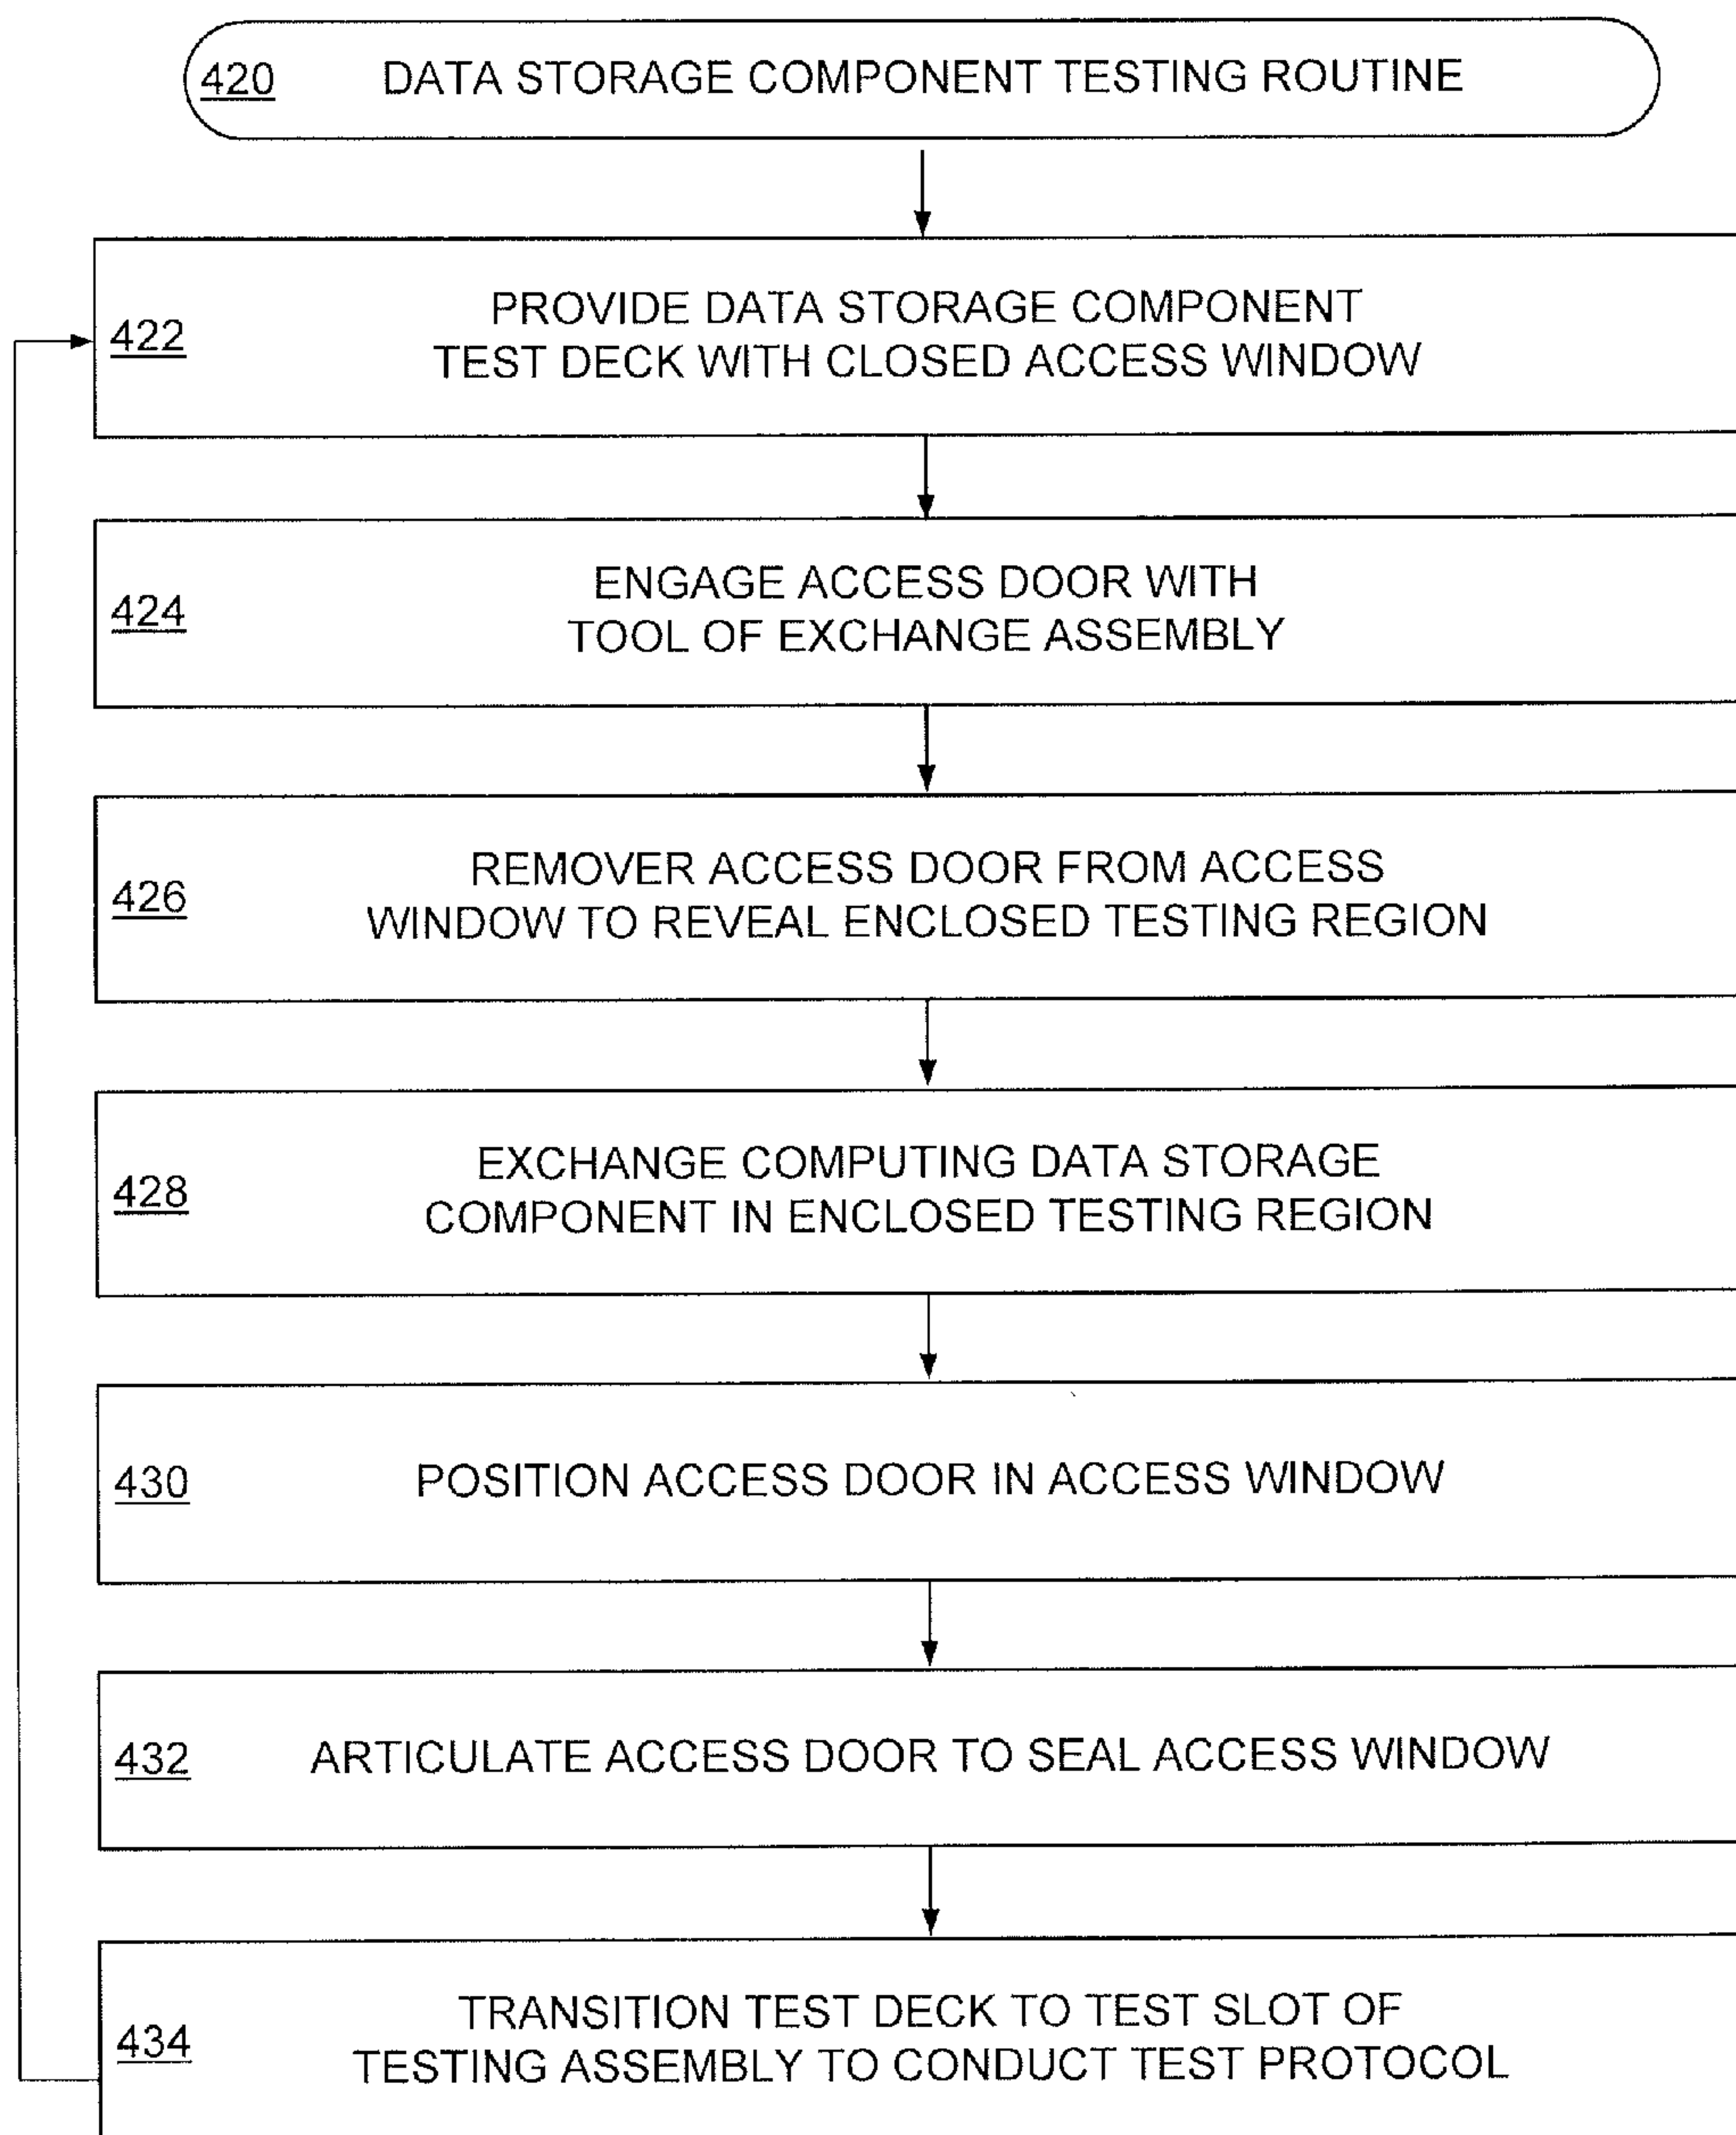 420 DATA STORAGE COMPONENT TESTING ROUTINE
422
PROVIDE DATA STORAGE COMPONENT
TEST DECK WITH CLOSED ACCESS WINDOW
424
ENGAGE ACCESS DOOR WITH
TOOL OF EXCHANGE ASSEMBLY
426
REMOVER ACCESS DOOR FROM ACCESS
WINDOW TO REVEAL ENCLOSED TESTING REGION
428
EXCHANGE COMPUTING DATA STORAGE
COMPONENT IN ENCLOSED TESTING REGION
430 POSITION ACCESS DOOR IN ACCESS WINDOW
432 ARTICULATE ACCESS DOOR TO SEAL ACCESS WINDOW
434
TRANSITION TEST DECK TO TEST SLOT OF
TESTING ASSEMBLY TO CONDUCT TEST PROTOCOL